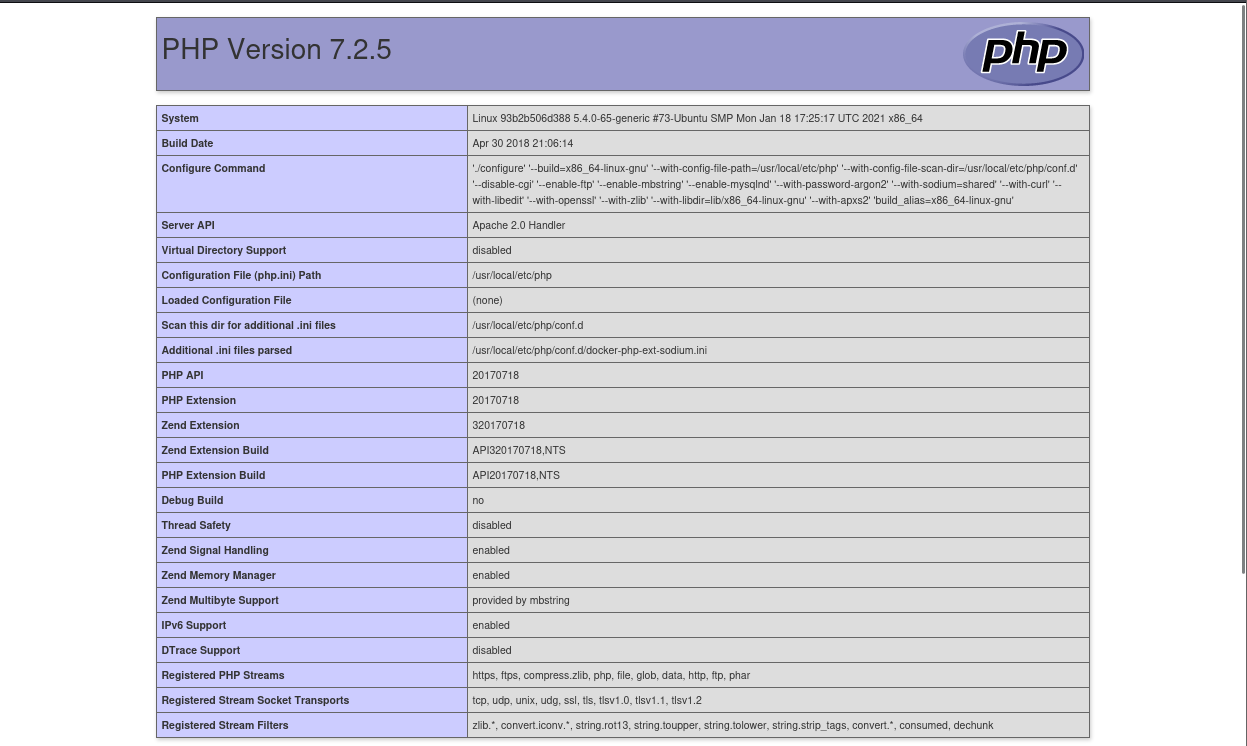 PHP Version 7.2.5
php
System Linux 93b2b506d388 5.4.0-65-generic #73-Ubuntu SMP Mon Jan 18 17:25:17 UTC 2021 x86_64
Build Date Apr 30 2018 21:06:14
Configure Command './configure' '--build=x86_64-linux-gnu' '--with-config-file-path=/usr/local/etc/php' '--with-config-file-scan-dir=/usr/local/etc/php/conf.d'
'--disable-cgi' '--enable-ftp' '--enable-mbstring' '--enable-mysqlnd' '--with-password-argon2' '--with-sodium=shared' '--with-curl' '--
with-libedit' '--with-openssl' '--with-zlib' '--with-libdir=lib/x86_64-linux-gnu' '--with-apxs2' 'build_alias=x86_64-linux-gnu'
Server API Apache 2.0 Handler
Virtual Directory Support disabled
Configuration File (php.ini) Path /usr/local/etc/php
Loaded Configuration File (none)
Scan this dir for additional .ini files /usr/local/etc/php/conf.d
Additional .ini files parsed /usr/local/etc/php/conf.d/docker-php-ext-sodium.ini
PHP API 20170718
PHP Extension 20170718
Zend Extension 320170718
Zend Extension Build API320170718,NTS
PHP Extension Build API20170718,NTS
Debug Build no
Thread Safety disabled
Zend Signal Handling enabled
Zend Memory Manager enabled
Zend Multibyte Support provided by mbstring
IPv6 Support enabled
DTrace Support disabled
Registered PHP Streams https, ftps, compress.zlib, php, file, glob, data, http, ftp, phar
Registered Stream Socket Transports tcp, udp, unix, udg, ssl, tls, tlsv1.0, tlsv1.1, tlsv1.2
Registered Stream Filters zlib.*, convert.iconv.*, string.rot13, string.toupper, string.tolower, string.strip_tags, convert.*, consumed, dechunk